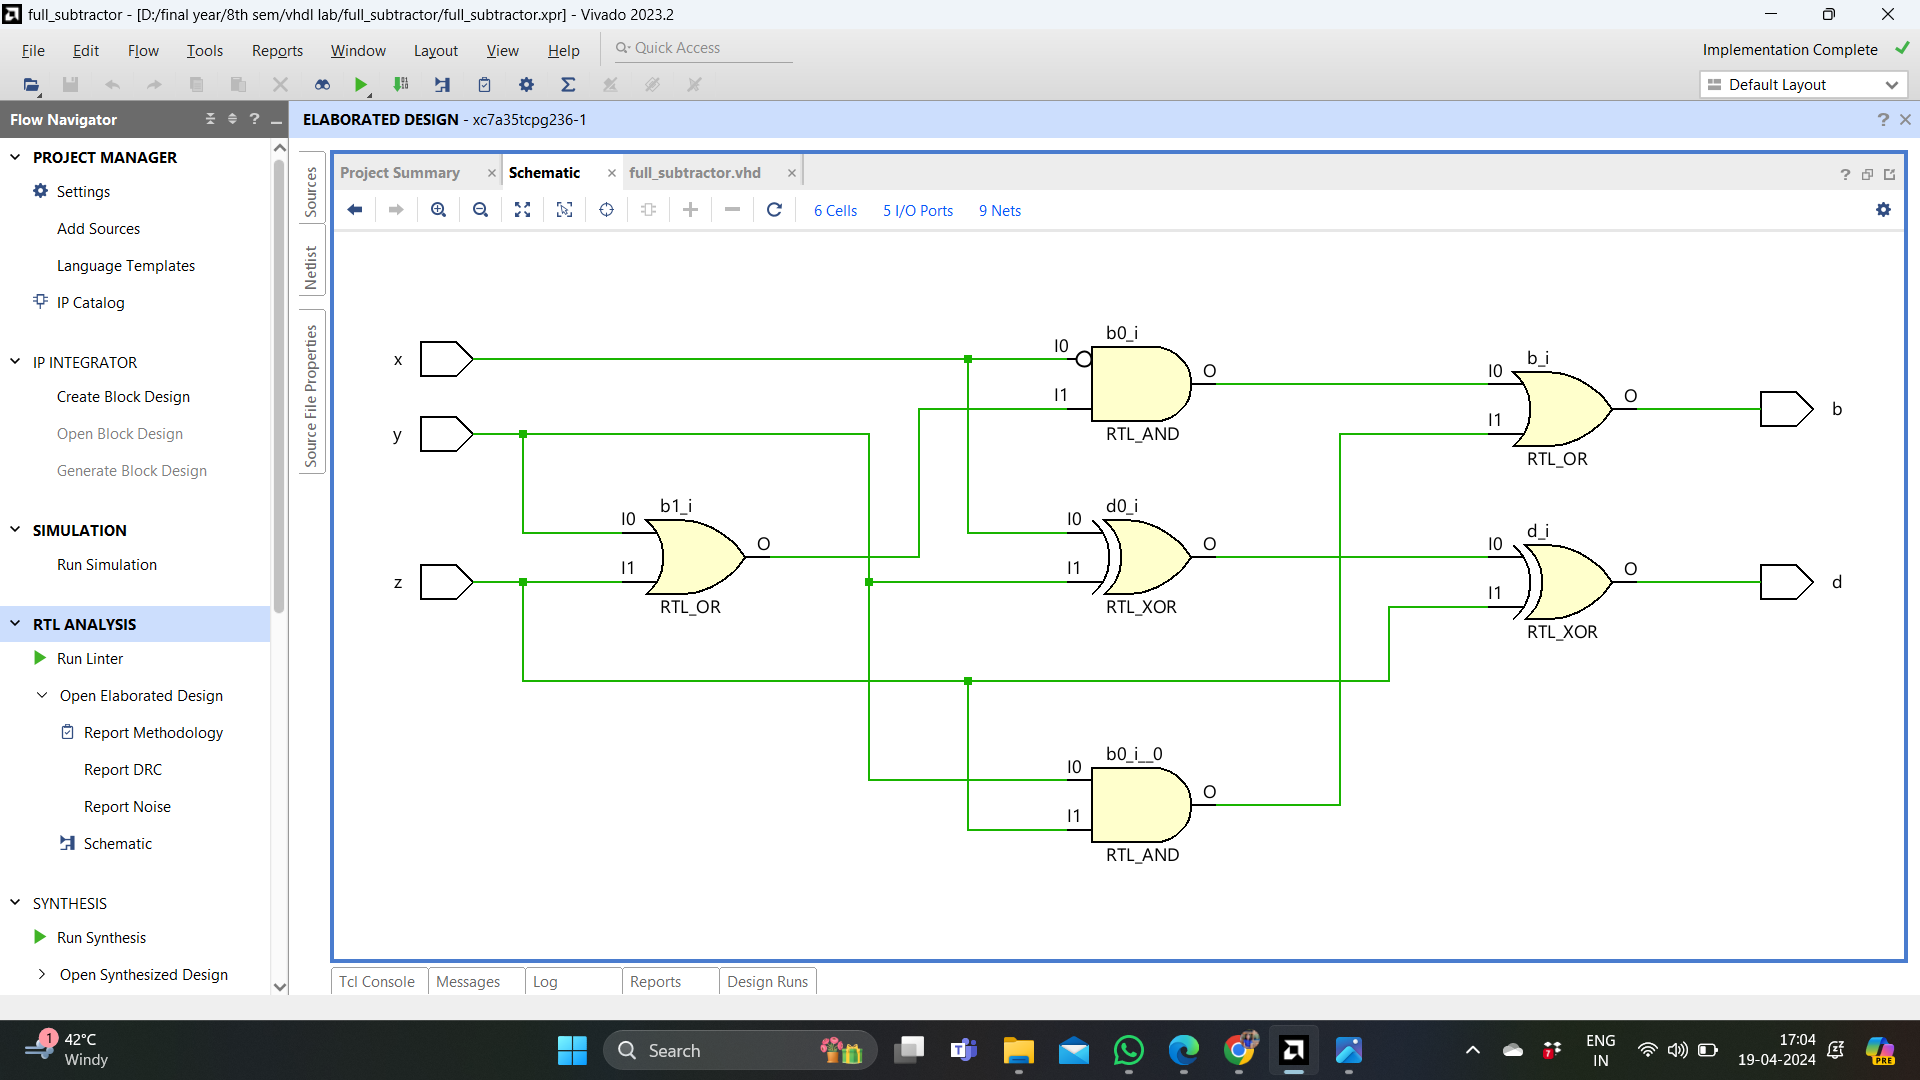 full_subtractor - [D:/final year/8th sem/vhdl lab/full_subtractor/full_subtractor.xpr] - Vivado 2023.2
File Edit Flow Tools Reports Window Layout View Help Quick Access
Implementation Complete
Default Layout
Flow Navigator
ELABORATED DESIGN - xc7a35tcpg236-1
PROJECT MANAGER
Settings
Add Sources
Language Templates
IP Catalog
IP INTEGRATOR
Create Block Design
Open Block Design
Generate Block Design
SIMULATION
Run Simulation
RTL ANALYSIS
Run Linter
Open Elaborated Design
Report Methodology
Report DRC
Report Noise
Schematic
SYNTHESIS
Run Synthesis
Open Synthesized Design
Sources
Netlist
Source File Properties
Project Summary Schematic full_subtractor.vhd
6 Cells 5 I/O Ports 9 Nets
x
y
z
b1_i
I0
I1
O
RTL_OR
b0_i
I0
I1
O
RTL_AND
d0_i
I0
I1
O
RTL_XOR
b0_i__0
I0
I1
O
RTL_AND
b_i
I0
I1
O
RTL_OR
b
d_i
I0
I1
O
RTL_XOR
d
Tcl Console Messages Log Reports Design Runs
1
42°C
Windy
Search
7
ENG
IN
17:04
19-04-2024
PRE